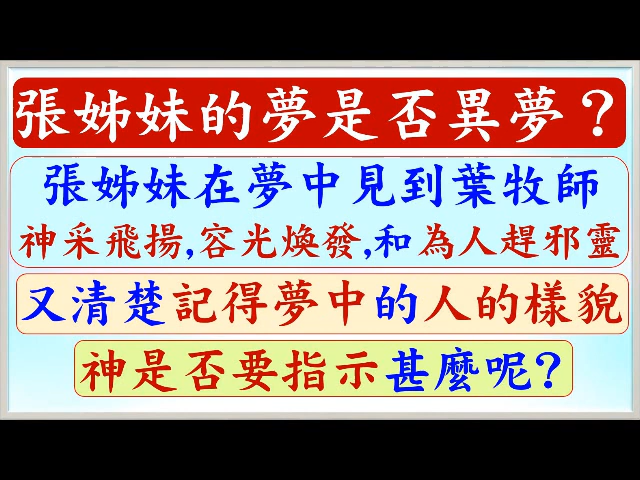 張姊妹的夢是否異夢？
張姊妹在夢中見到葉牧師
神采飛揚,容光煥發,和為人趕邪靈
又清楚記得夢中的人的樣貌
神是否要指示甚麼呢?